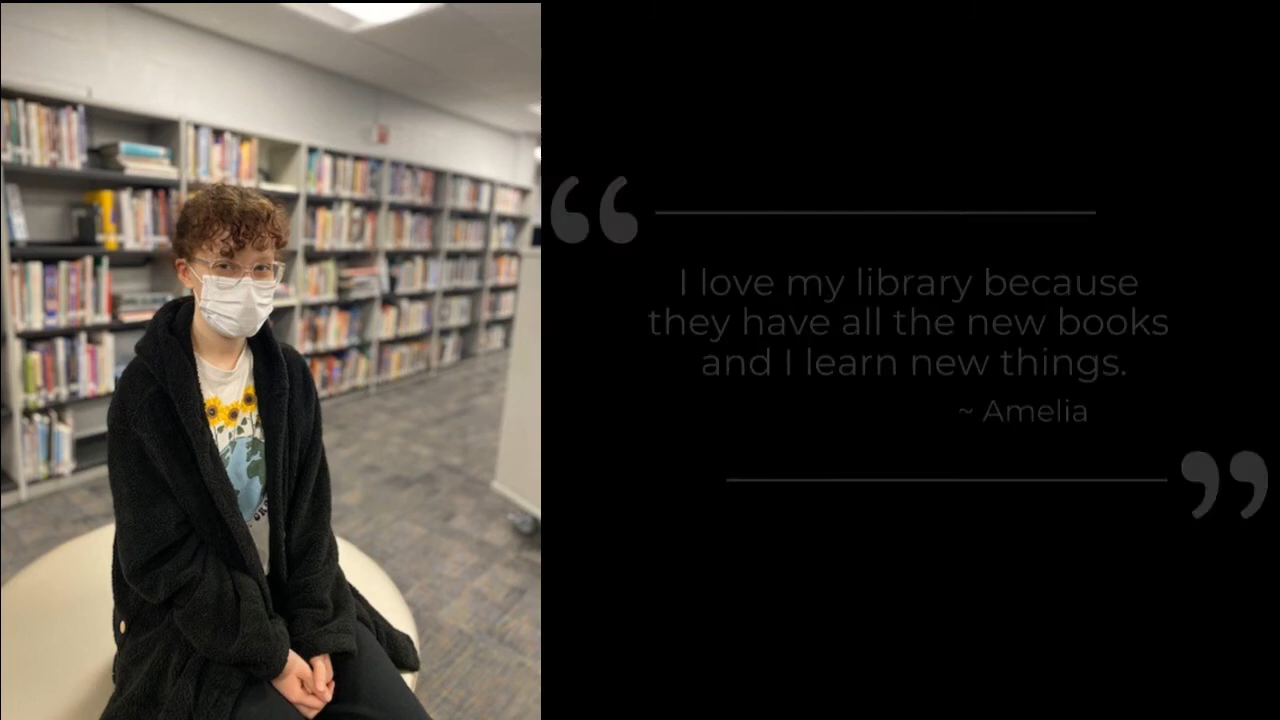 “
I love my library because
they have all the new books
and I learn new things.
~ Amelia
”